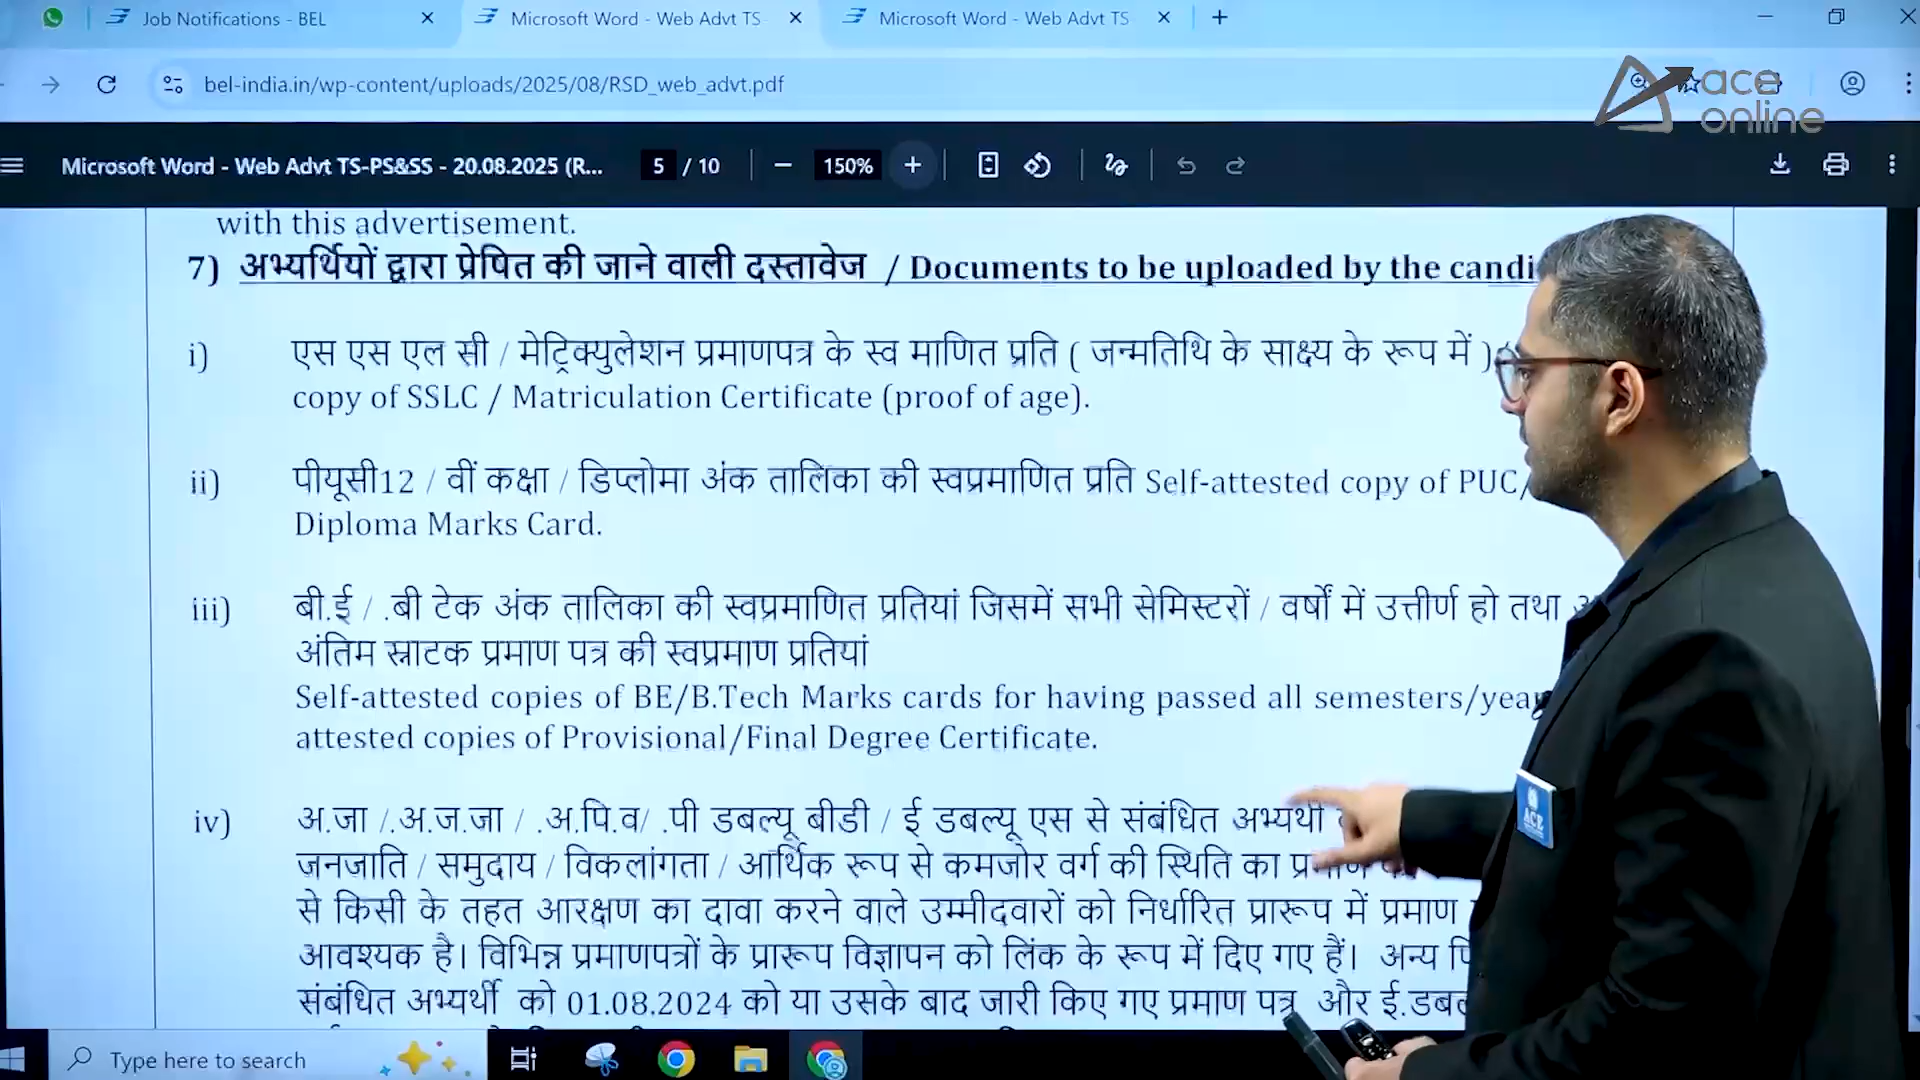 Job Notifications - BEL
Microsoft Word - Web Advt TS
Microsoft Word - Web Advt TS
bel-india.in/wp-content/uploads/2025/08/RSD_web_advt.pdf
ace
online
Microsoft Word - Web Advt TS-PS&SS - 20.08.2025 (R...
5 / 10
150%
with this advertisement.
7) अभ्यर्थियों द्वारा प्रेषित की जाने वाली दस्तावेज / Documents to be uploaded by the candi
i) एस एस एल सी / मेट्रिक्युलेशन प्रमाणपत्र के स्व माणित प्रति ( जन्मतिथि के साक्ष्य के रूप में )
copy of SSLC / Matriculation Certificate (proof of age).
ii) पीयूसी12 / वीं कक्षा / डिप्लोमा अंक तालिका की स्वप्रमाणित प्रति Self-attested copy of PUC/
Diploma Marks Card.
iii) बी.ई / .बी टेक अंक तालिका की स्वप्रमाणित प्रतियां जिसमें सभी सेमिस्टरों / वर्षों में उत्तीर्ण हो तथा
अंतिम स्नाटक प्रमाण पत्र की स्वप्रमाण प्रतियां
Self-attested copies of BE/B.Tech Marks cards for having passed all semesters/year
attested copies of Provisional/Final Degree Certificate.
iv) अ.जा /.अ.ज.जा / .अ.पि.व/ .पी डबल्यू बीडी / ई डबल्यू एस से संबंधित अभ्यर्थी
जनजाति / समुदाय / विकलांगता / आर्थिक रूप से कमजोर वर्ग की स्थिति का
से किसी के तहत आरक्षण का दावा करने वाले उम्मीदवारों को निर्धारित प्रारूप में प्रमाण
आवश्यक है। विभिन्न प्रमाणपत्रों के प्रारूप विज्ञापन को लिंक के रूप में दिए गए हैं। अन्य
संबंधित अभ्यर्थी को 01.08.2024 को या उसके बाद जारी किए गए प्रमाण पत्र और ई.डबल
ACE
Type here to search